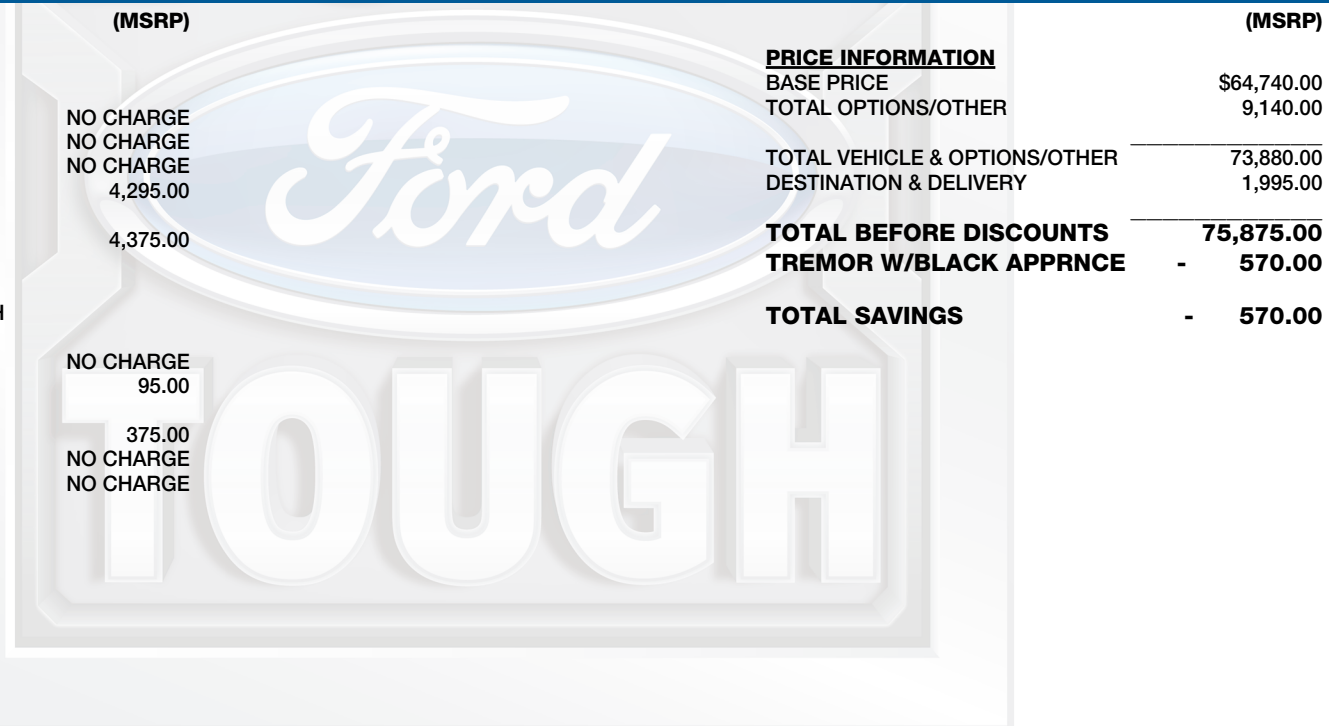 (MSRP)
NO CHARGE
NO CHARGE
NO CHARGE
4,295.00
4,375.00
H
NO CHARGE
95.00
375.00
NO CHARGE
NO CHARGE
Ford
TOUGH
(MSRP)
PRICE INFORMATION
BASE PRICE $64,740.00
TOTAL OPTIONS/OTHER 9,140.00
TOTAL VEHICLE & OPTIONS/OTHER 73,880.00
DESTINATION & DELIVERY 1,995.00
TOTAL BEFORE DISCOUNTS 75,875.00
TREMOR W/BLACK APPRNCE - 570.00
TOTAL SAVINGS - 570.00